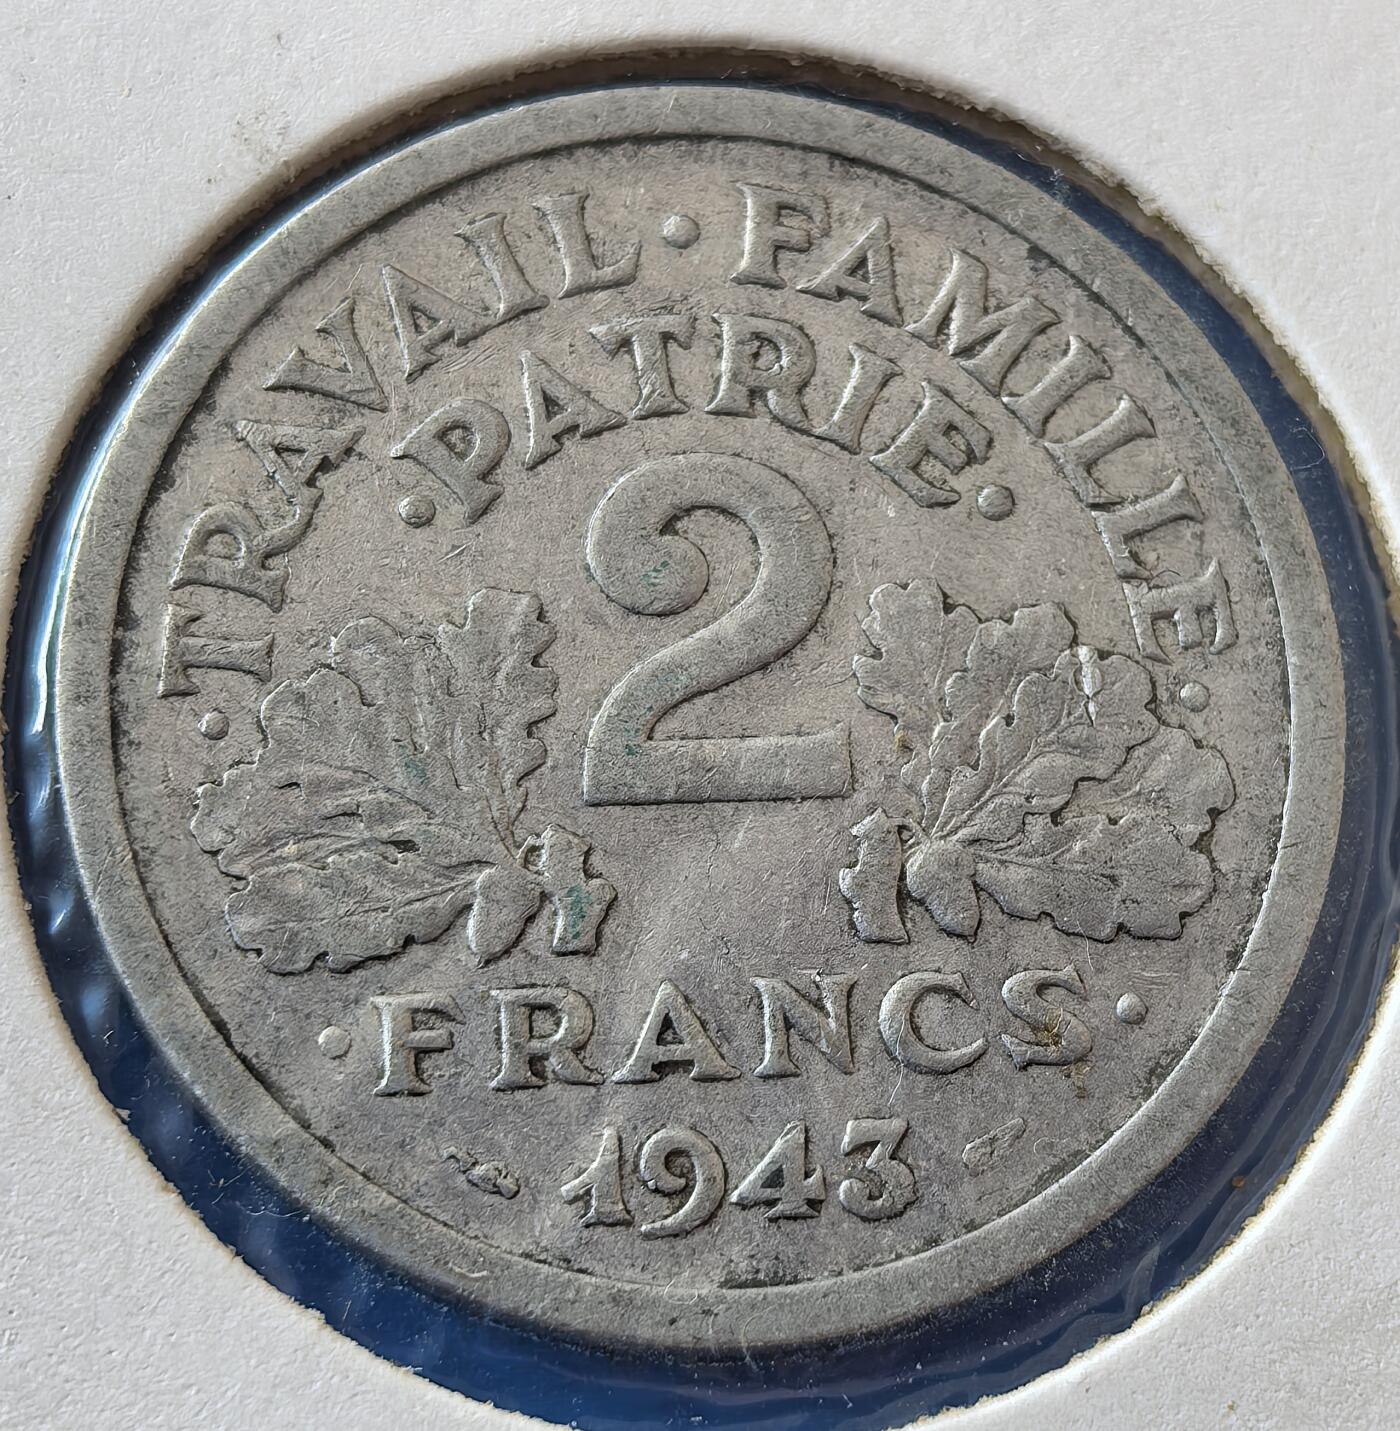 · TRAVAIL · FAMILLE ·
· PATRIE ·
2
· FRANCS ·
1943